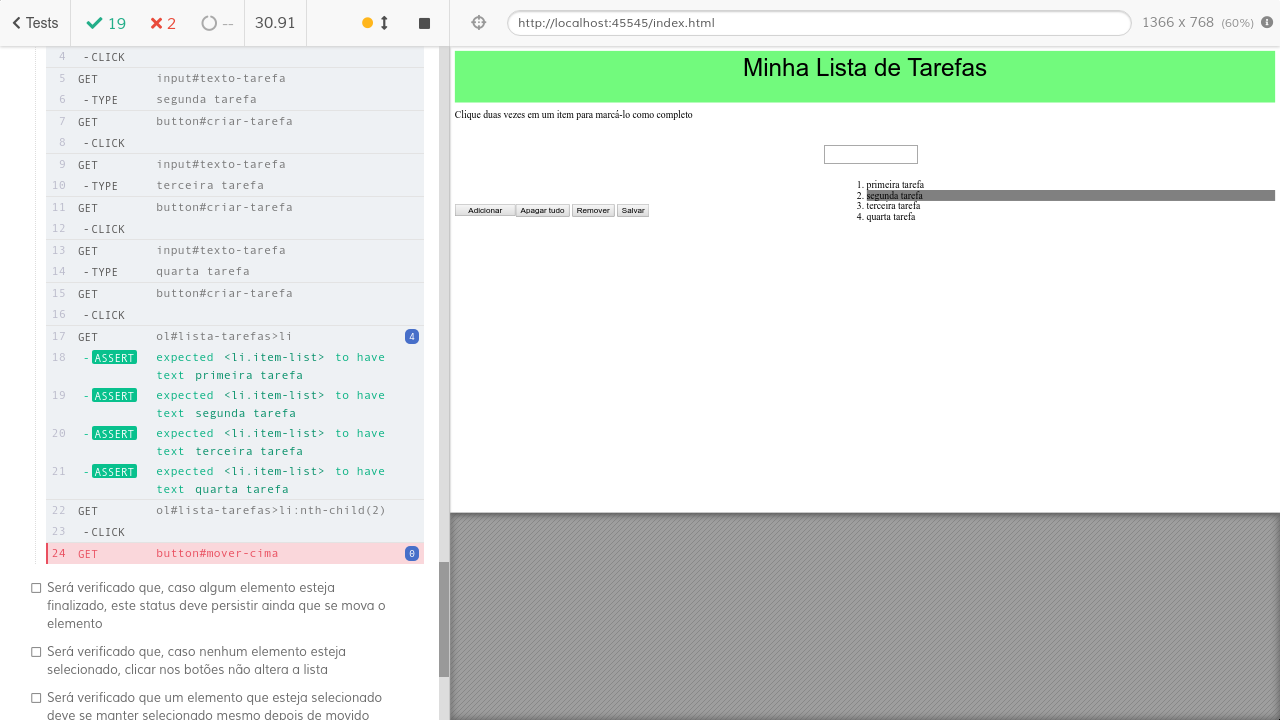 Tests
19
2
--
30.91
http://localhost:45545/index.html
1366 x 768 (60%)
4 -CLICK
5 GET input#texto-tarefa
6 -TYPE segunda tarefa
7 GET button#criar-tarefa
8 -CLICK
9 GET input#texto-tarefa
10 -TYPE terceira tarefa
11 GET button#criar-tarefa
12 -CLICK
13 GET input#texto-tarefa
14 -TYPE quarta tarefa
15 GET button#criar-tarefa
16 -CLICK
17 GET ol#lista-tarefas>li 4
18 -ASSERT expected <li.item-list> to have
text primeira tarefa
19 -ASSERT expected <li.item-list> to have
text segunda tarefa
20 -ASSERT expected <li.item-list> to have
text terceira tarefa
21 -ASSERT expected <li.item-list> to have
text quarta tarefa
22 GET ol#lista-tarefas>li:nth-child(2)
23 -CLICK
24 GET button#mover-cima 0
Será verificado que, caso algum elemento esteja
finalizado, este status deve persistir ainda que se mova o
elemento
Será verificado que, caso nenhum elemento esteja
selecionado, clicar nos botões não altera a lista
Será verificado que um elemento que esteja selecionado
deve se manter selecionado mesmo depois de movido
Minha Lista de Tarefas
Clique duas vezes em um item para marcá-lo como completo
1. primeira tarefa
2. segunda tarefa
3. terceira tarefa
4. quarta tarefa
Adicionar Apagar tudo Remover Salvar